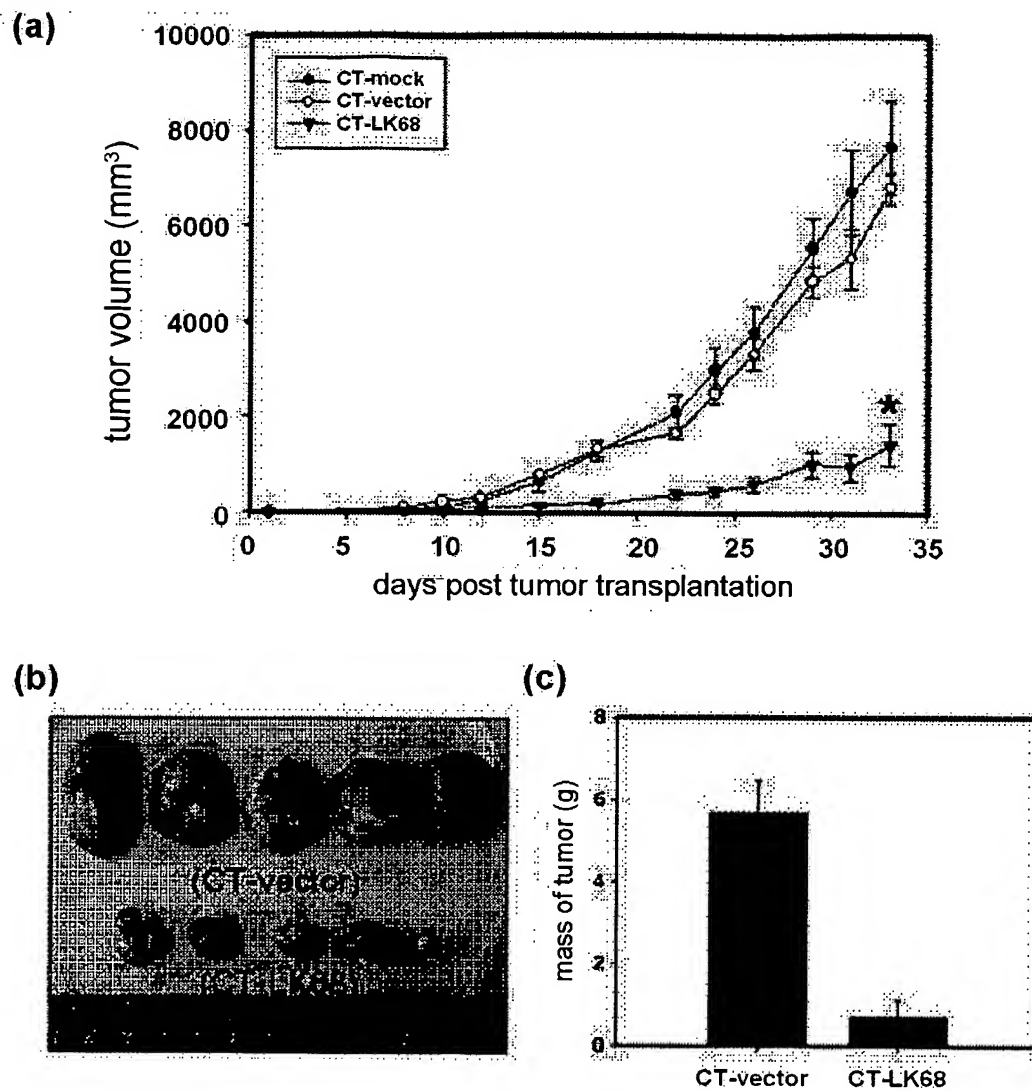 (a)
10000
8000
6000
4000
2000
0
tumor volume (mm³)
CT-mock
CT-vector
CT-LK68
*
0 5 10 15 20 25 30 35
days post tumor transplantation
(b)
(CT-vector)
(CT-LK68)
(c)
8
6
4
2
0
mass of tumor (g)
CT-vector CT-LK68